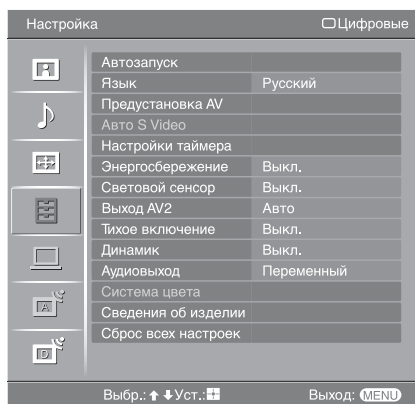 Настройка Цифровые
Автозапуск
Язык Русский
Предустановка AV
Авто S Video
Настройки таймера
Энергосбережение Выкл.
Световой сенсор Выкл.
Выход AV2 Авто
Тихое включение Выкл.
Динамик Выкл.
Аудиовыход Переменный
Система цвета
Сведения об изделии
Сброс всех настроек
A
D
Выбр.: Уст.: Выход: MENU